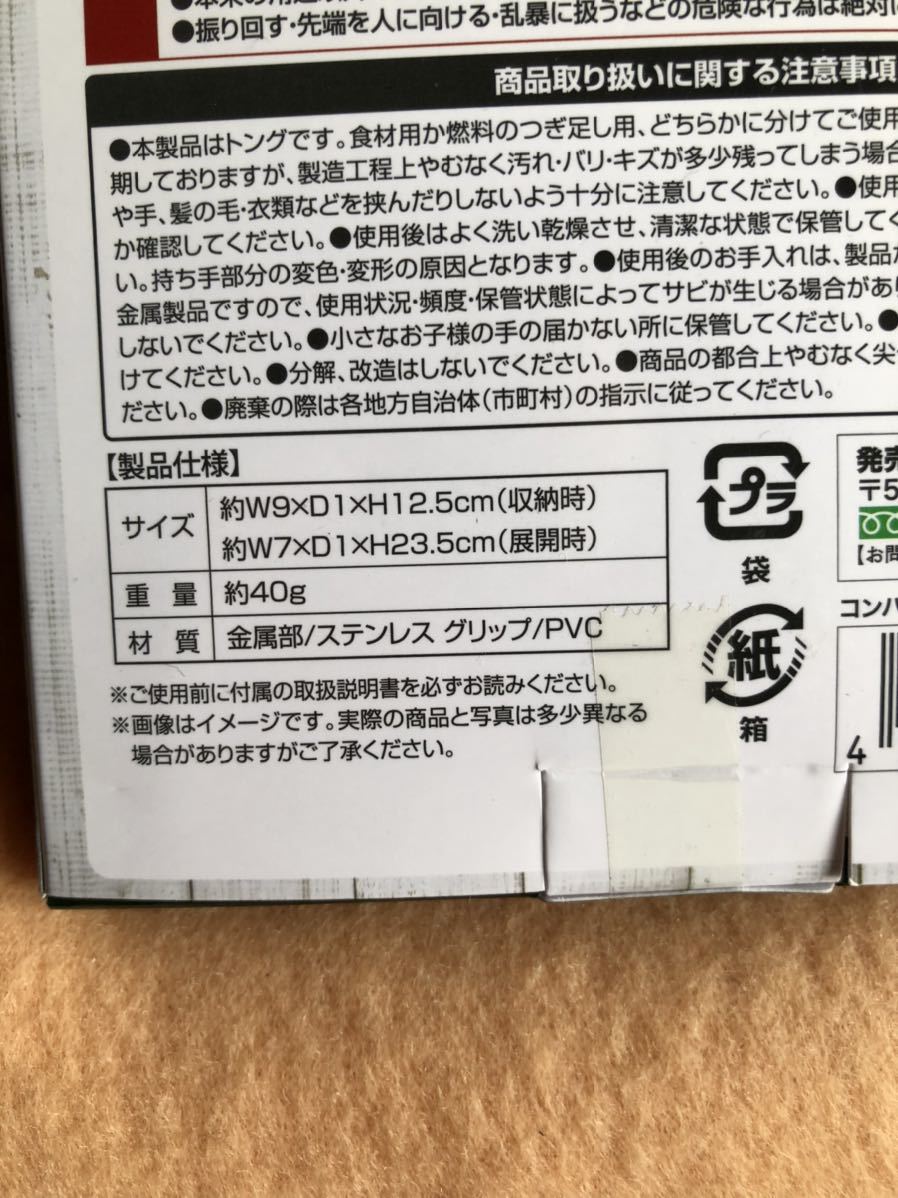 ●振り回す・先端を人に向ける・乱暴に扱うなどの危険な行為は絶対に
商品取り扱いに関する注意事項
●本製品はトングです。食材用か燃料のつぎ足し用、どちらかに分けてご使用
期しておりますが、製造工程上やむなく汚れ・バリ・キズが多少残ってしまう場合
や手、髪の毛・衣類などを挟んだりしないよう十分に注意してください。●使用
か確認してください。●使用後はよく洗い乾燥させ、清潔な状態で保管してく
い。持ち手部分の変色・変形の原因となります。●使用後のお手入れは、製品が
金属製品ですので、使用状況・頻度・保管状態によってサビが生じる場合があり
しないでください。●小さなお子様の手の届かない所に保管してください。●
けてください。●分解、改造はしないでください。●商品の都合上やむなく尖
ださい。●廃棄の際は各地方自治体(市町村)の指示に従ってください。
【製品仕様】
サイズ 約W9×D1×H12.5cm(収納時)
約W7×D1×H23.5cm(展開時)
重量 約40g
材質 金属部/ステンレス グリップ/PVC
※ご使用前に付属の取扱説明書を必ずお読みください。
※画像はイメージです。実際の商品と写真は多少異なる
場合がありますがご了承ください。
プラ
袋
紙
箱
発売
〒5
【お問
コンパ
4